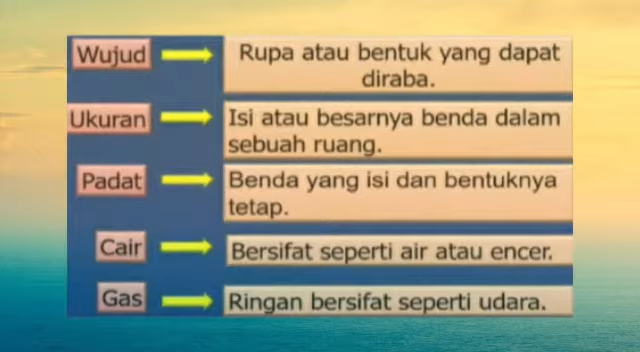 Wujud
Rupa atau bentuk yang dapat
diraba.
Ukuran
Isi atau besarnya benda dalam
sebuah ruang.
Padat
Benda yang isi dan bentuknya
tetap.
Cair
Bersifat seperti air atau encer.
Gas
Ringan bersifat seperti udara.